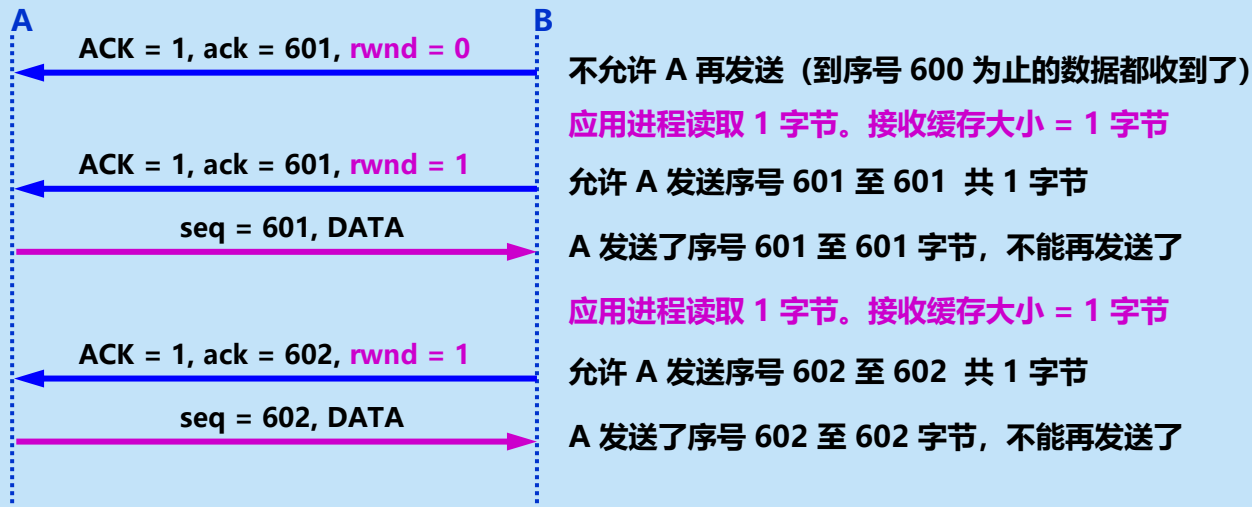 A B
ACK = 1, ack = 601, rwnd = 0
不允许 A 再发送（到序号 600 为止的数据都收到了）
应用进程读取 1 字节。接收缓存大小 = 1 字节
ACK = 1, ack = 601, rwnd = 1
允许 A 发送序号 601 至 601 共 1 字节
seq = 601, DATA
A 发送了序号 601 至 601 字节，不能再发送了
应用进程读取 1 字节。接收缓存大小 = 1 字节
ACK = 1, ack = 602, rwnd = 1
允许 A 发送序号 602 至 602 共 1 字节
seq = 602, DATA
A 发送了序号 602 至 602 字节，不能再发送了